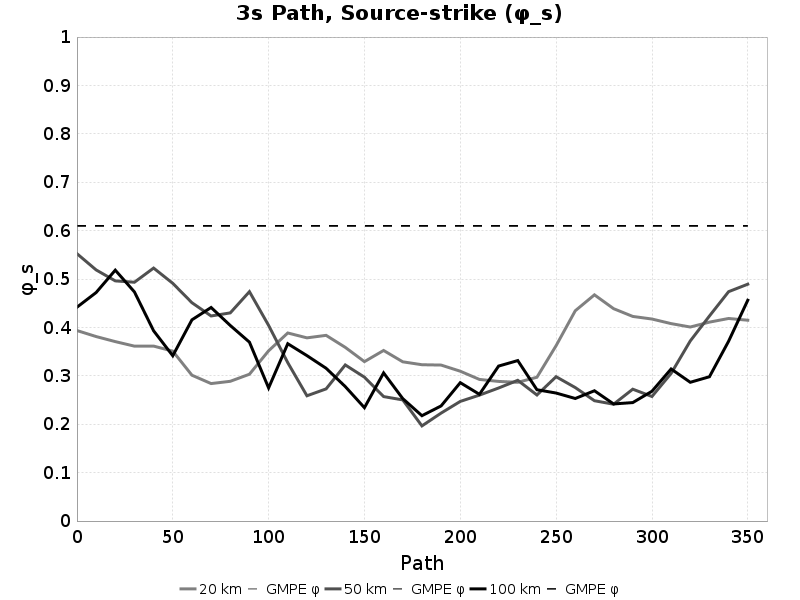 3s Path, Source-strike (φ_s)
1
0.9
0.8
0.7
0.6
0.5
0.4
0.3
0.2
0.1
0
φ_s
0 50 100 150 200 250 300 350
Path
20 km GMPE φ 50 km GMPE φ 100 km GMPE φ